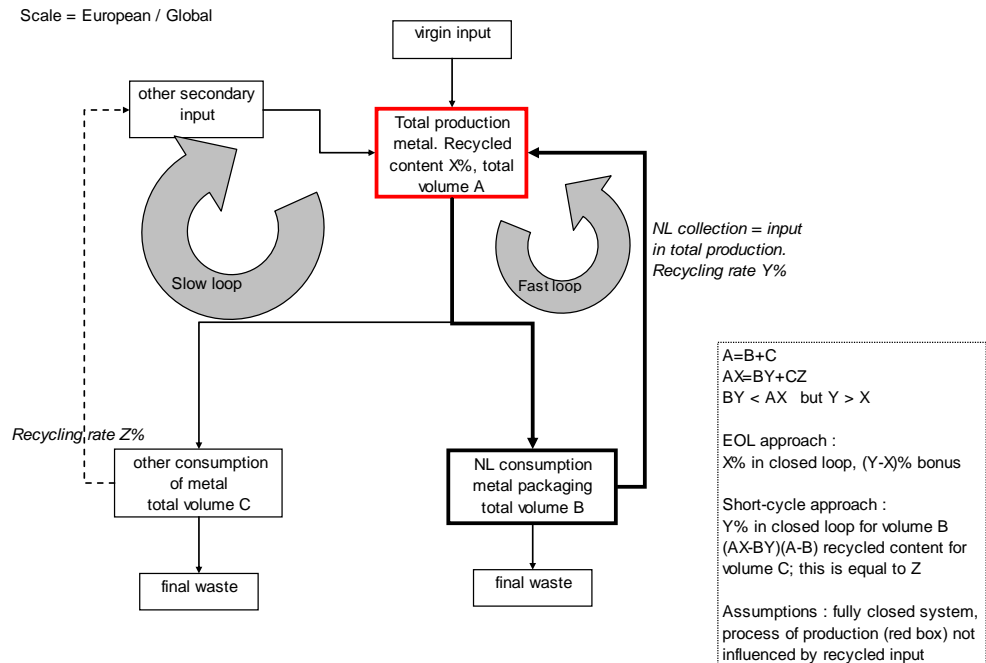 Scale = European / Global
virgin input
other secondary
input
Total production
metal. Recycled
content X%, total
volume A
NL collection = input
in total production.
Recycling rate Y%
Slow loop
Fast loop
A=B+C
AX=BY+CZ
BY < AX but Y > X
EOL approach :
X% in closed loop, (Y-X)% bonus
Short-cycle approach :
Y% in closed loop for volume B
(AX-BY)(A-B) recycled content for
volume C; this is equal to Z
Assumptions : fully closed system,
process of production (red box) not
influenced by recycled input
Recycling rate Z%
other consumption
of metal
total volume C
NL consumption
metal packaging
total volume B
final waste
final waste